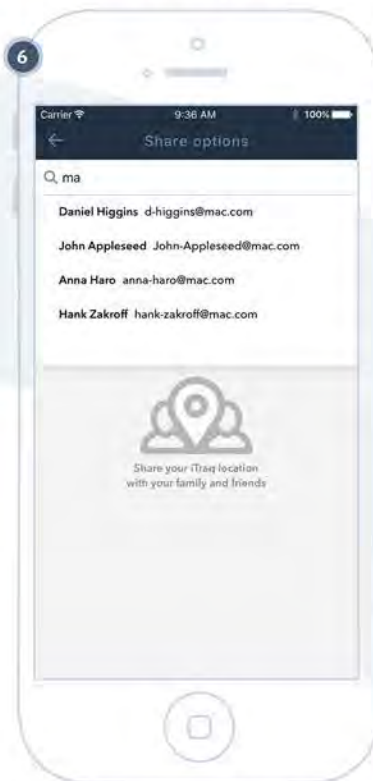 6
Carrier 9:36 AM 100%
Share options
ma
Daniel Higgins d-higgins@mac.com
John Appleseed John-Appleseed@mac.com
Anna Haro anna-haro@mac.com
Hank Zakroff hank-zakroff@mac.com
Share your iTraq location
with your family and friends